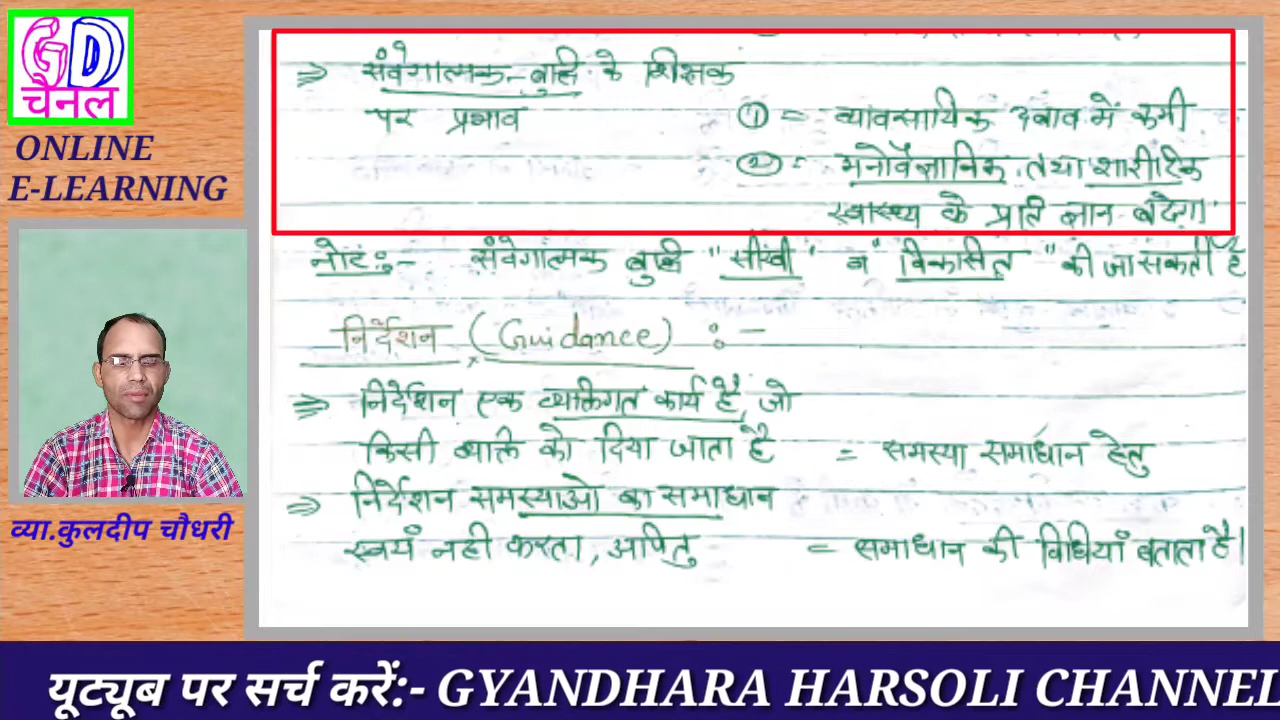 GD
चैनल
ONLINE
E-LEARNING
व्या.कुलदीप चौधरी
⇒ संवेगात्मक-बुद्धि के शिक्षक
पर प्रभाव
① = व्यावसायिक दबाव में कमी
② = मनोवैज्ञानिक तथा शारीरिक
स्वास्थ्य के प्रति ज्ञान बढेगा
नोट:- संवेगात्मक बुद्धि "सीखी" व "विकसित" की जा सकती है
निर्देशन (Guidance) :-
⇒ निर्देशन एक व्यक्तिगत कार्य है, जो
किसी व्यक्ति को दिया जाता है = समस्या समाधान हेतु
⇒ निर्देशन समस्याओ का समाधान
स्वयं नही करता, अपितु = समाधान की विधियाँ बताता है।
यूट्यूब पर सर्च करें:- GYANDHARA HARSOLI CHANNEL